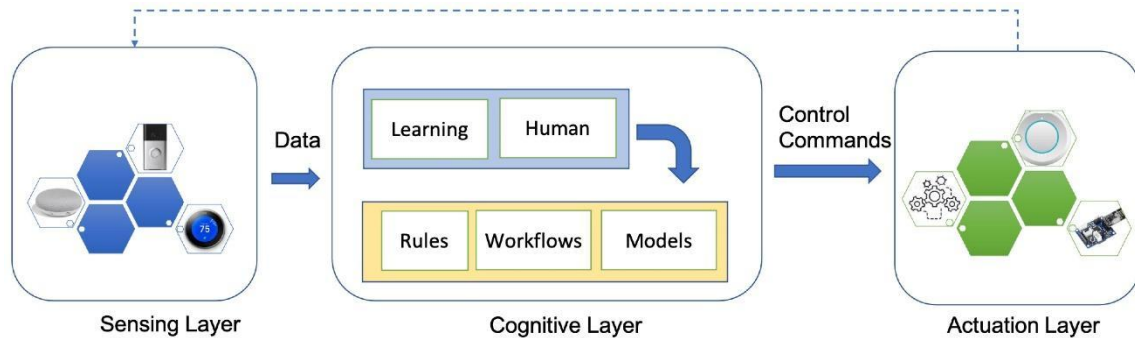 Data
Learning
Human
Control
Commands
75
Rules
Workflows
Models
Sensing Layer
Cognitive Layer
Actuation Layer